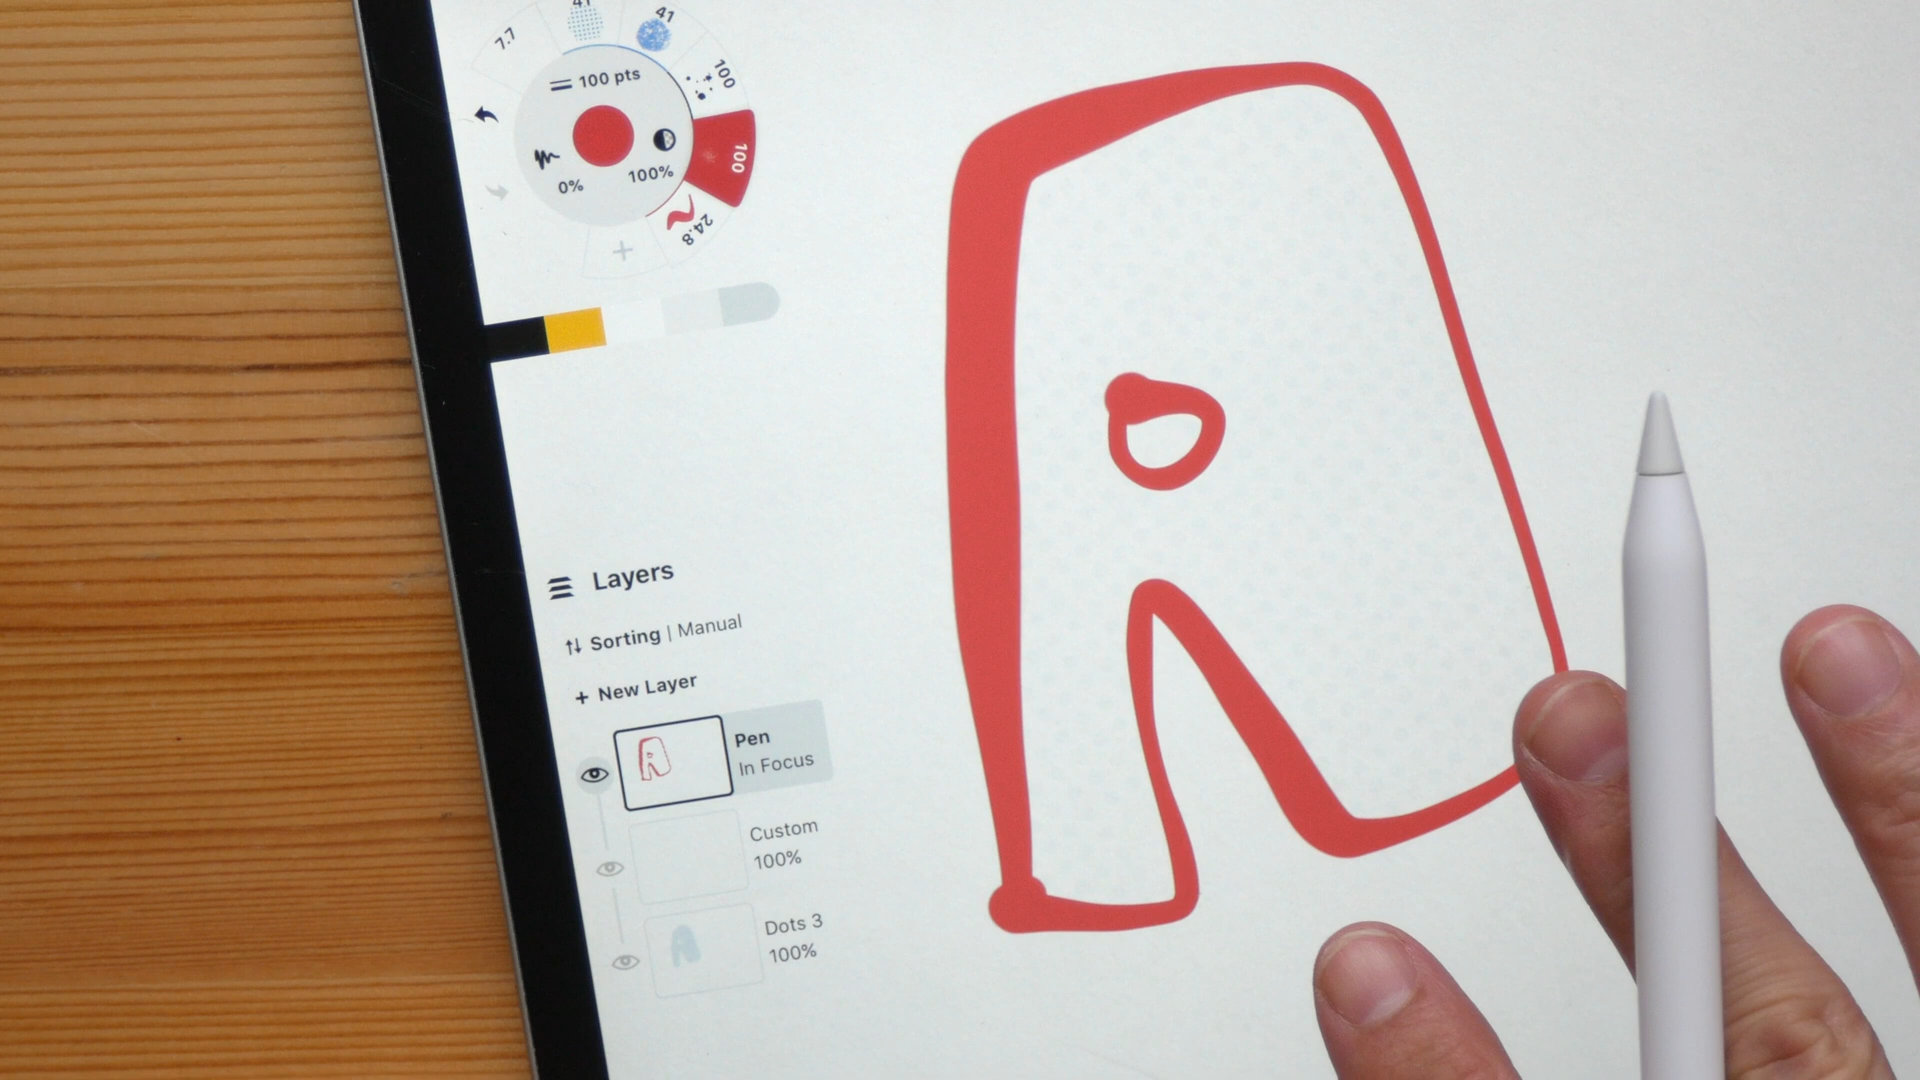 41
7.7
41
100
100 pts
100
0%
100%
24.8
Layers
Sorting | Manual
+ New Layer
Pen
In Focus
Custom
100%
Dots 3
100%
A